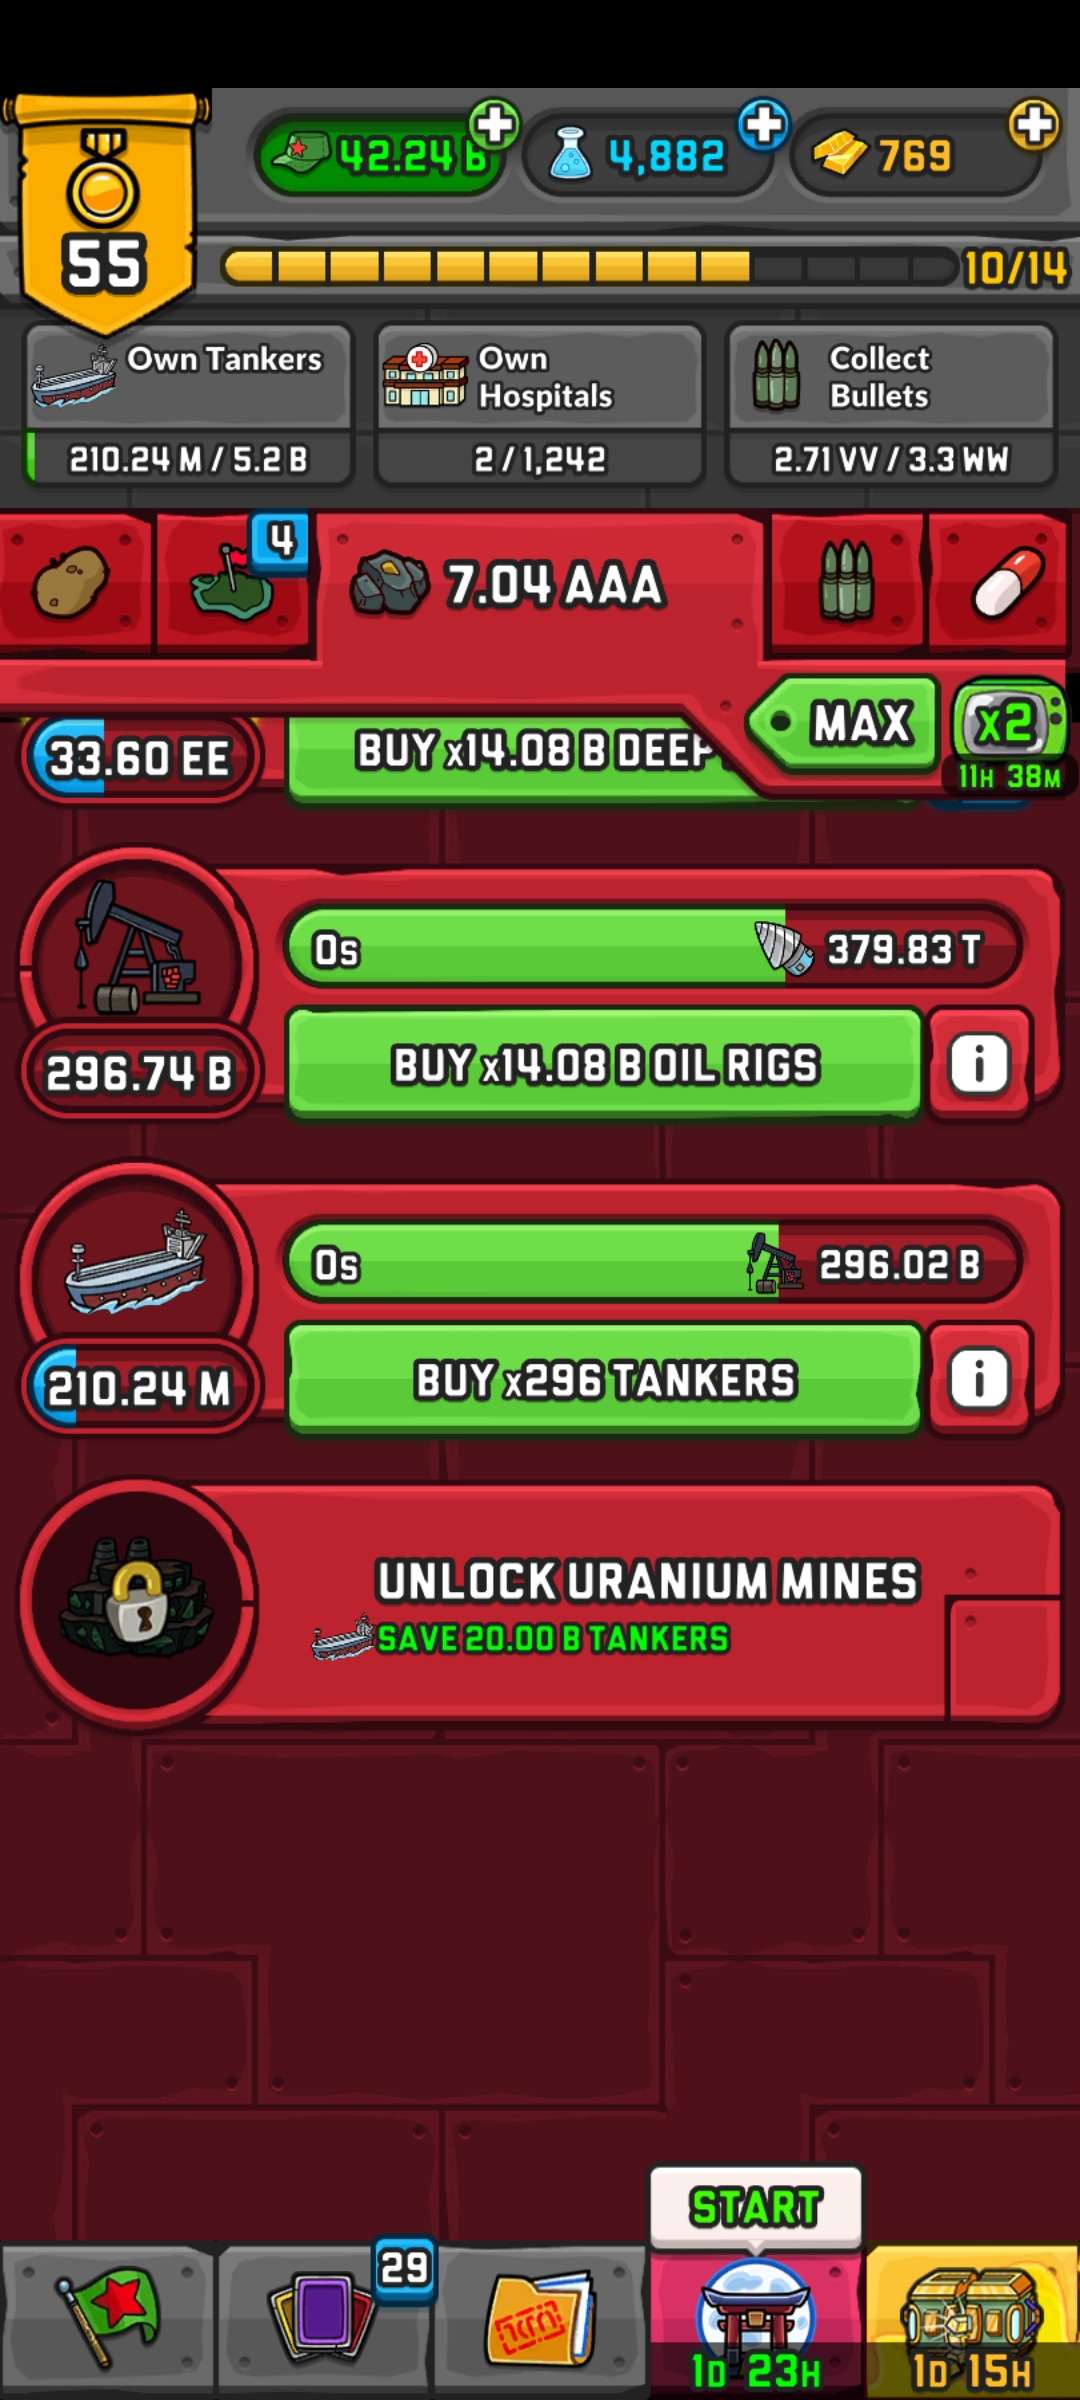 42.24 B
4,882
769
55
10/14
Own Tankers
210.24 M / 5.2 B
Own
Hospitals
2 / 1,242
Collect
Bullets
2.71 VV / 3.3 WW
4
7.04 AAA
MAX
x2
11H 38M
33.60 EE
BUY x14.08 B DEEP
0s
379.83 T
296.74 B
BUY x14.08 B OIL RIGS
i
0s
296.02 B
210.24 M
BUY x296 TANKERS
i
UNLOCK URANIUM MINES
SAVE 20.00 B TANKERS
START
29
1D 23H
1D 15H